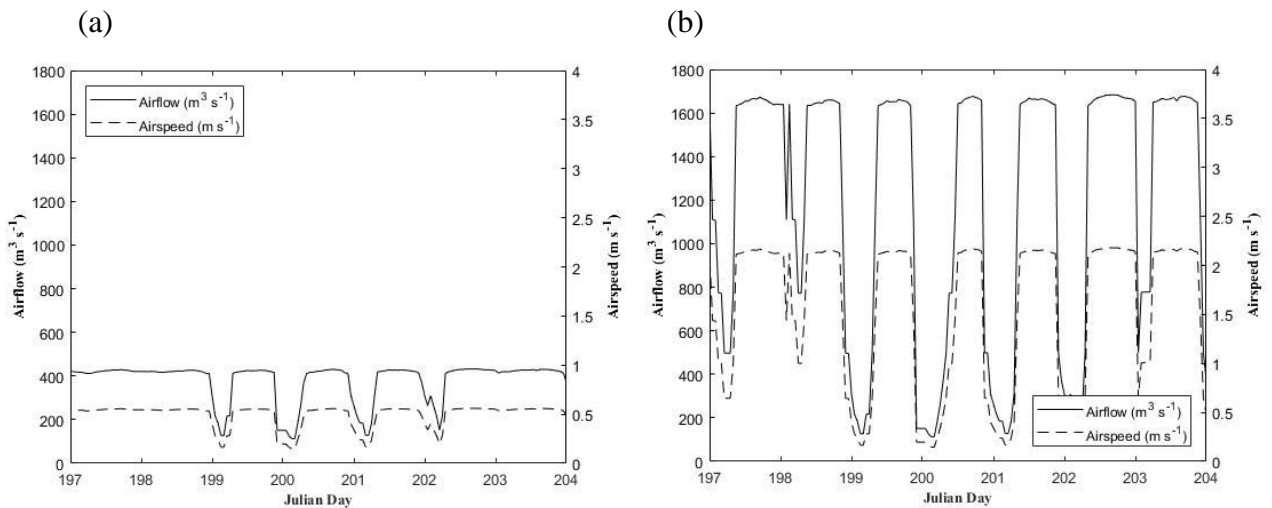 (a)
(b)
1800
1600
1400
1200
1000
800
600
400
200
0
Airflow (m³ s⁻¹)
Airflow (m³ s⁻¹)
Airspeed (m s⁻¹)
4
3.5
3
2.5
2
1.5
1
0.5
0
Airspeed (m s⁻¹)
197 198 199 200 201 202 203 204
Julian Day
1800
1600
1400
1200
1000
800
600
400
200
0
Airflow (m³ s⁻¹)
Airflow (m³ s⁻¹)
Airspeed (m s⁻¹)
4
3.5
3
2.5
2
1.5
1
0.5
0
Airspeed (m s⁻¹)
197 198 199 200 201 202 203 204
Julian Day